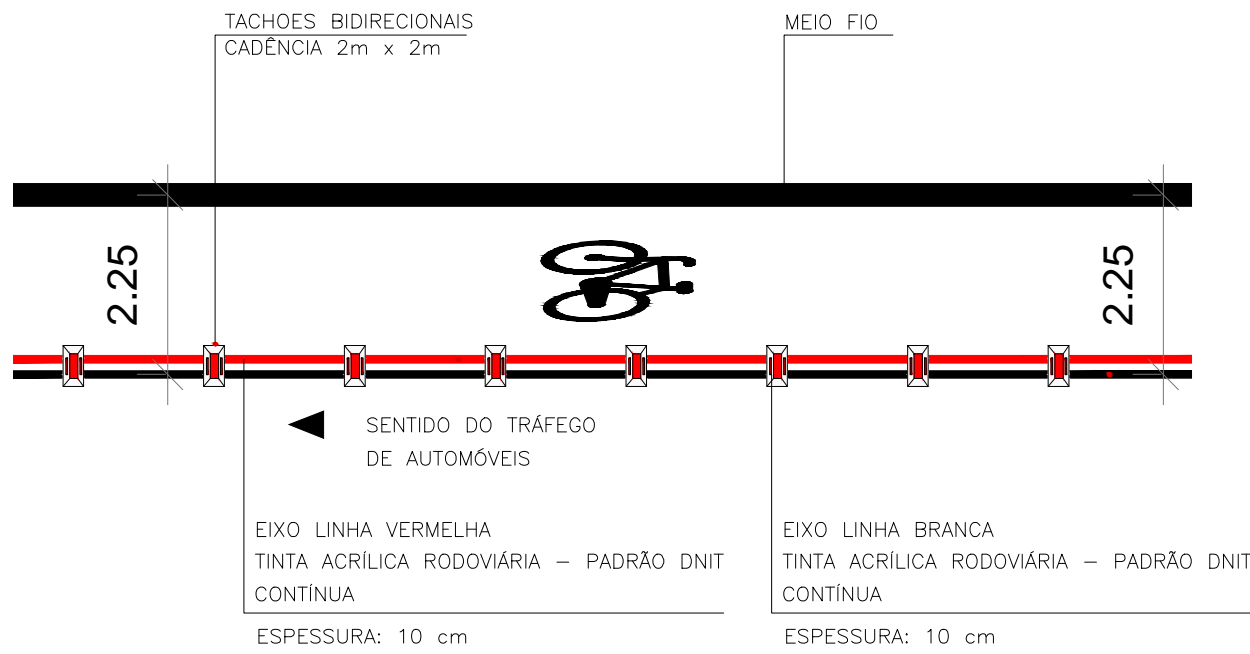 TACHOES BIDIRECIONAIS
CADÊNCIA 2m x 2m
MEIO FIO
2.25
2.25
SENTIDO DO TRÁFEGO
DE AUTOMÓVEIS
EIXO LINHA VERMELHA
TINTA ACRÍLICA RODOVIÁRIA – PADRÃO DNIT
CONTÍNUA
ESPESSURA: 10 cm
EIXO LINHA BRANCA
TINTA ACRÍLICA RODOVIÁRIA – PADRÃO DNIT
CONTÍNUA
ESPESSURA: 10 cm